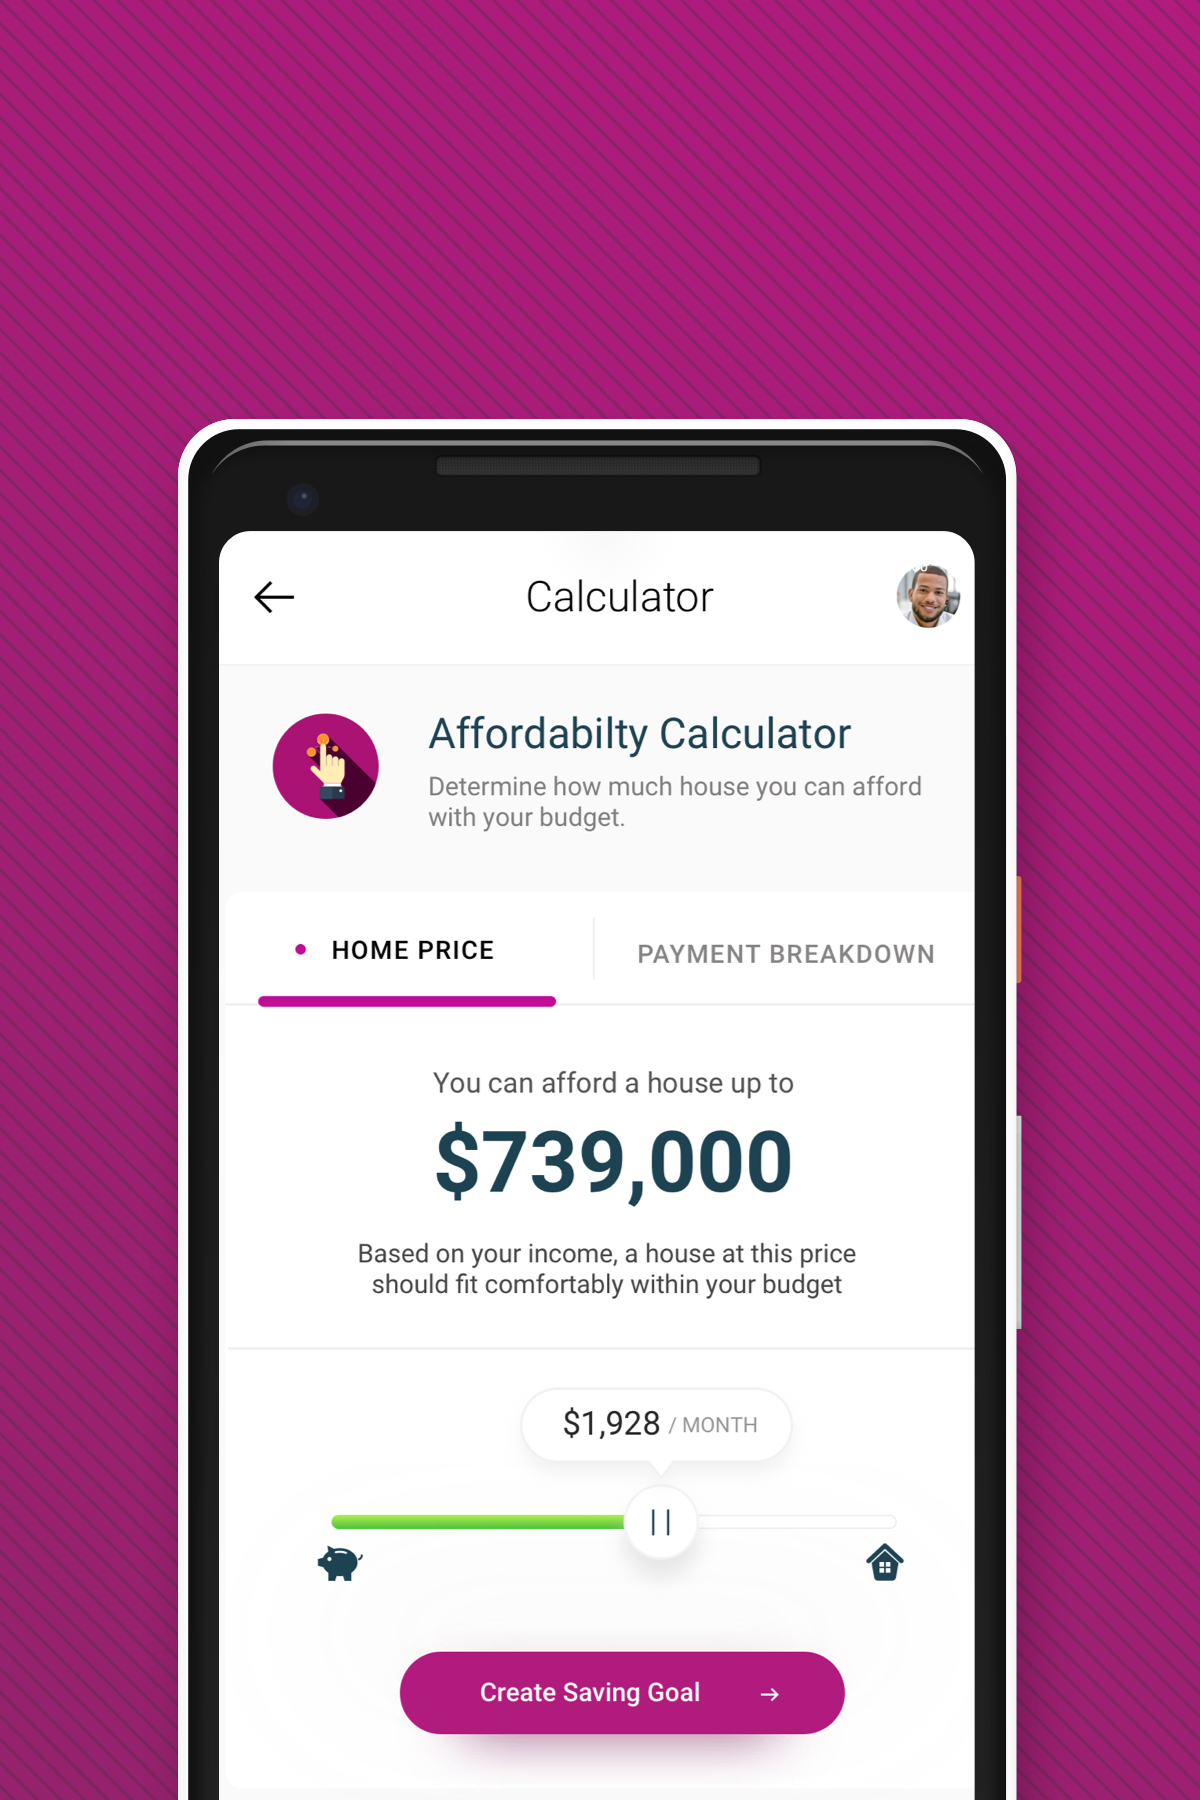 Calculator
Affordabilty Calculator
Determine how much house you can afford
with your budget.
HOME PRICE
PAYMENT BREAKDOWN
You can afford a house up to
$739,000
Based on your income, a house at this price
should fit comfortably within your budget
$1,928 / MONTH
Create Saving Goal →